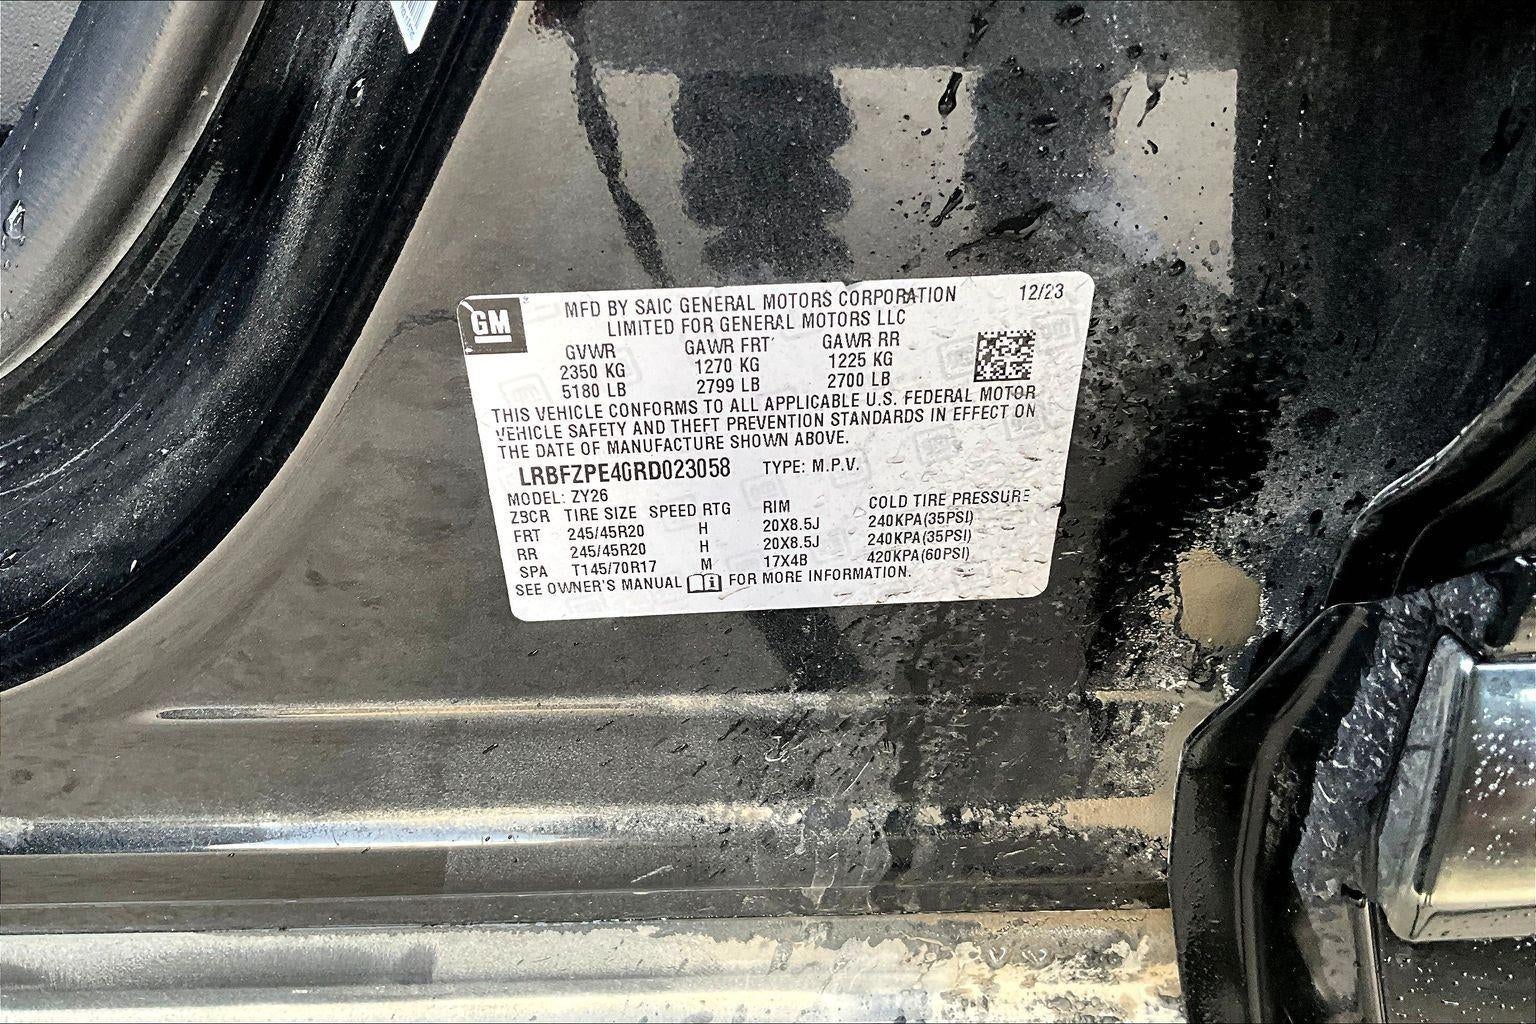 GM
MFD BY SAIC GENERAL MOTORS CORPORATION 12/23
LIMITED FOR GENERAL MOTORS LLC
GVWR GAWR FRT GAWR RR
2350 KG 1270 KG 1225 KG
5180 LB 2799 LB 2700 LB
THIS VEHICLE CONFORMS TO ALL APPLICABLE U.S. FEDERAL MOTOR
VEHICLE SAFETY AND THEFT PREVENTION STANDARDS IN EFFECT ON
THE DATE OF MANUFACTURE SHOWN ABOVE.
LRBFZPE40RD023058 TYPE: M.P.V.
MODEL: ZY26
ZBCR TIRE SIZE SPEED RTG RIM COLD TIRE PRESSURE
FRT 245/45R20 H 20X8.5J 240KPA(35PSI)
RR 245/45R20 H 20X8.5J 240KPA(35PSI)
SPA T145/70R17 M 17X4B 420KPA(60PSI)
SEE OWNER'S MANUAL FOR MORE INFORMATION.